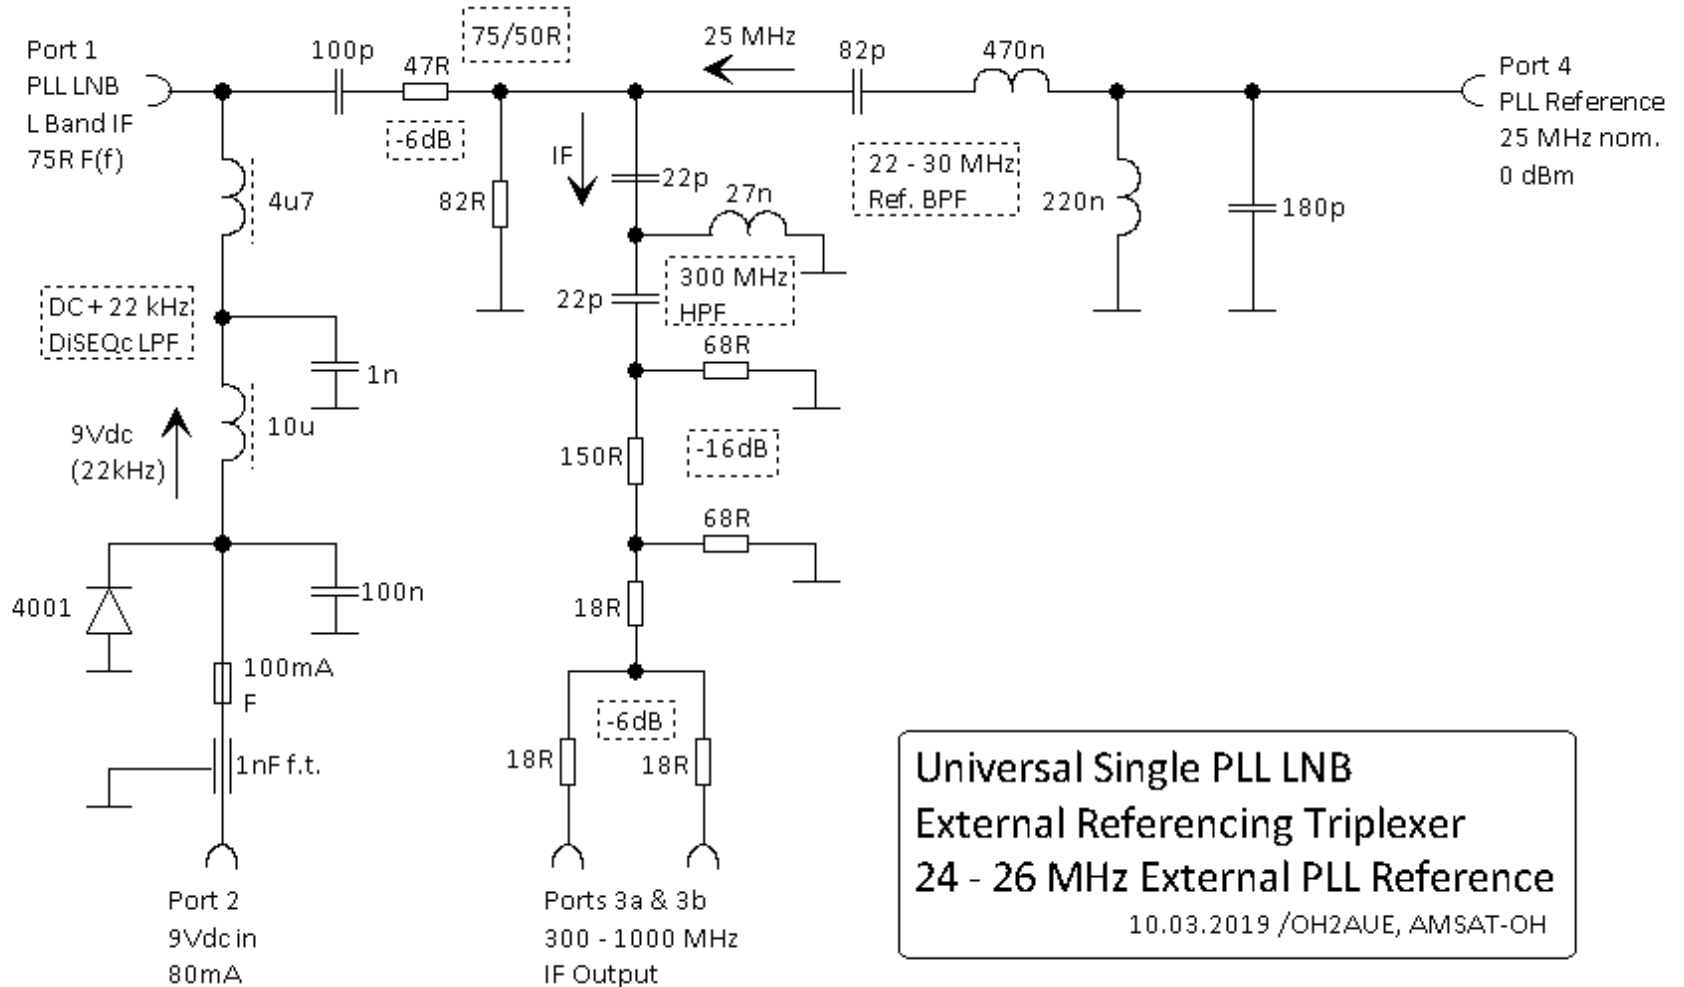 Port 1
PLL LNB
L Band IF
75R F(f)
100p
47R
75/50R
-6dB
82R
25 MHz
82p
470n
Port 4
PLL Reference
25 MHz nom.
0 dBm
IF
22p
27n
22 - 30 MHz
Ref. BPF
220n
180p
4u7
DC + 22 kHz
DiSEQc LPF
1n
22p
300 MHz
HPF
68R
9Vdc
(22kHz)
10u
150R
-16dB
68R
4001
100n
18R
100mA
F
-6dB
1nF f.t.
18R
18R
Port 2
9Vdc in
80mA
Ports 3a & 3b
300 - 1000 MHz
IF Output
Universal Single PLL LNB
External Referencing Triplexer
24 - 26 MHz External PLL Reference
10.03.2019 /OH2AUE, AMSAT-OH